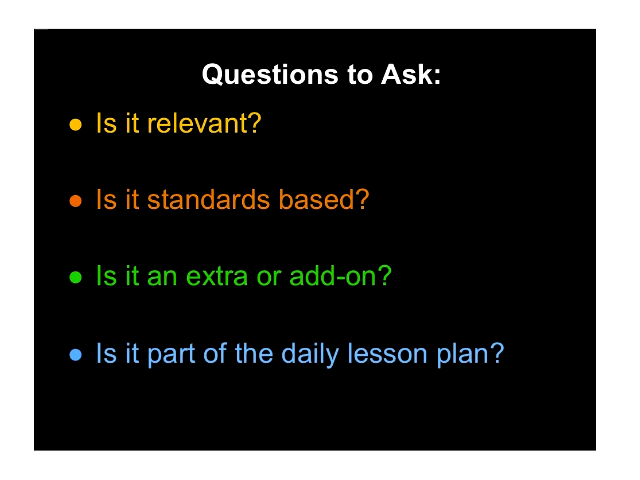 Questions to Ask:
● Is it relevant?
● Is it standards based?
● Is it an extra or add-on?
● Is it part of the daily lesson plan?